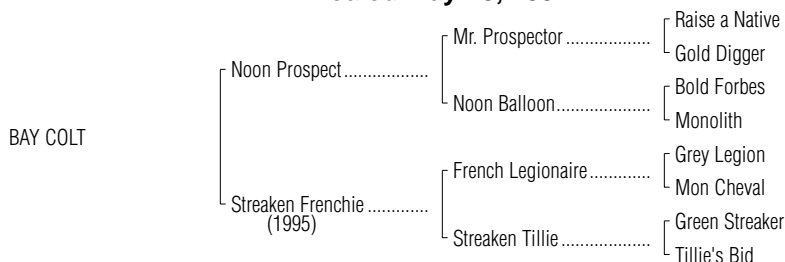 Raise a Native
Mr. Prospector
Gold Digger
Noon Prospect
Bold Forbes
Noon Balloon
Monolith
BAY COLT
Grey Legion
French Legionaire
Mon Cheval
Streaken Frenchie
(1995)
Green Streaker
Streaken Tillie
Tillie's Bid